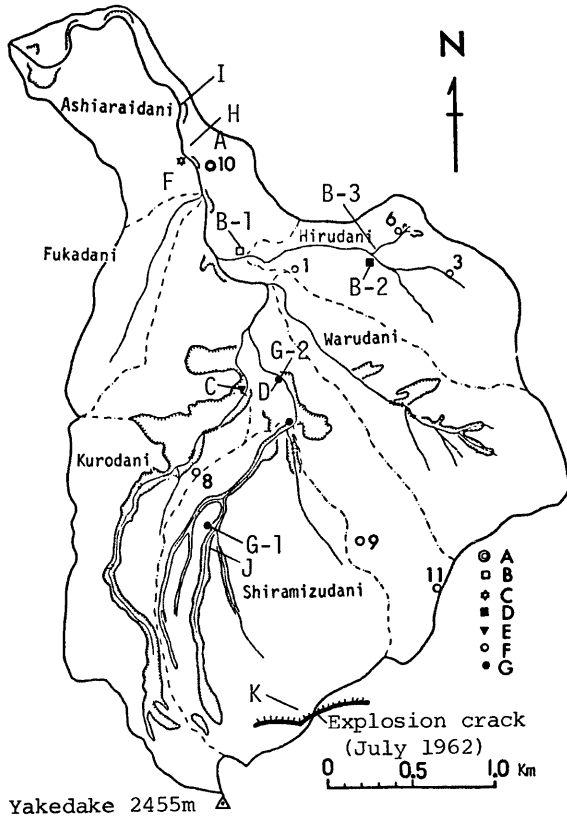 N
I
Ashiaraidani
H
A
10
F
B-3
B-1
6
Hirudani
Fukadani
1
3
B-2
Warudani
G-2
C
D
Kurodani
8
G-1
9
J
11
Shiramizudani
A
B
C
D
E
F
G
K
Explosion crack
(July 1962)
0 0.5 1.0 Km
Yakedake 2455m